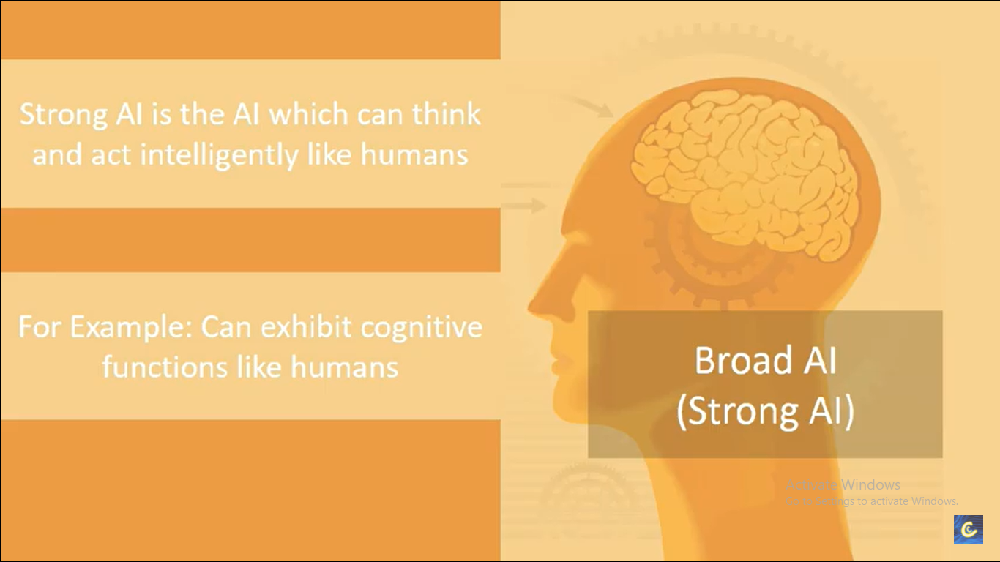 Strong AI is the AI which can think
and act intelligently like humans
For Example: Can exhibit cognitive
functions like humans
Broad AI
(Strong AI)
Activate Windows
Go to Settings to activate Windows.